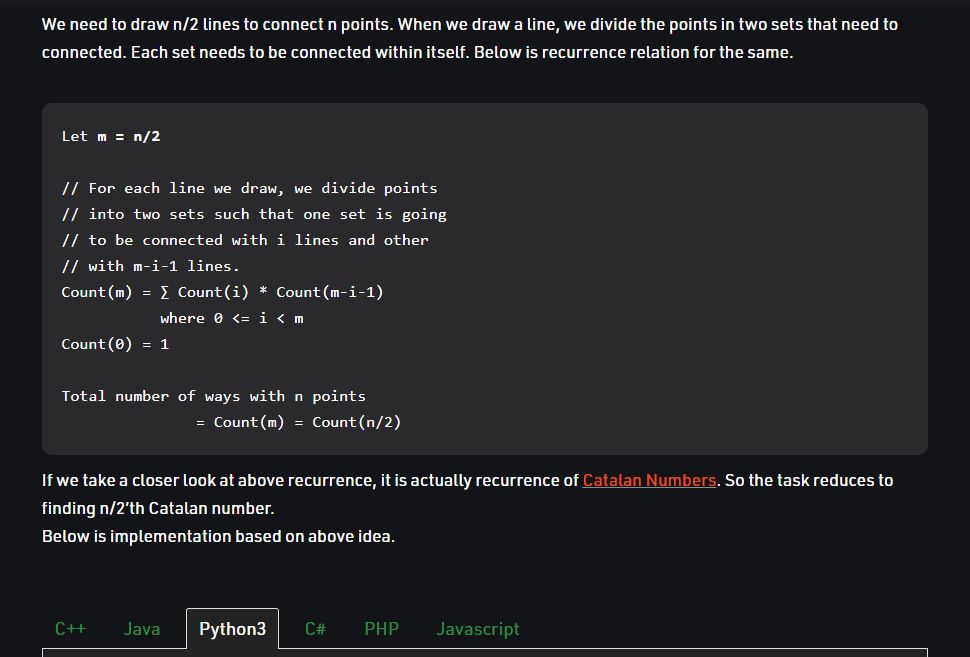 We need to draw n/2 lines to connect n points. When we draw a line, we divide the points in two sets that need to
connected. Each set needs to be connected within itself. Below is recurrence relation for the same.
Let m = n/2
// For each line we draw, we divide points
// into two sets such that one set is going
// to be connected with i lines and other
// with m-i-1 lines.
Count(m) = ∑ Count(i) * Count(m-i-1)
where 0 <= i < m
Count(0) = 1
Total number of ways with n points
= Count(m) = Count(n/2)
If we take a closer look at above recurrence, it is actually recurrence of Catalan Numbers. So the task reduces to
finding n/2'th Catalan number.
Below is implementation based on above idea.
C++ Java Python3 C# PHP Javascript